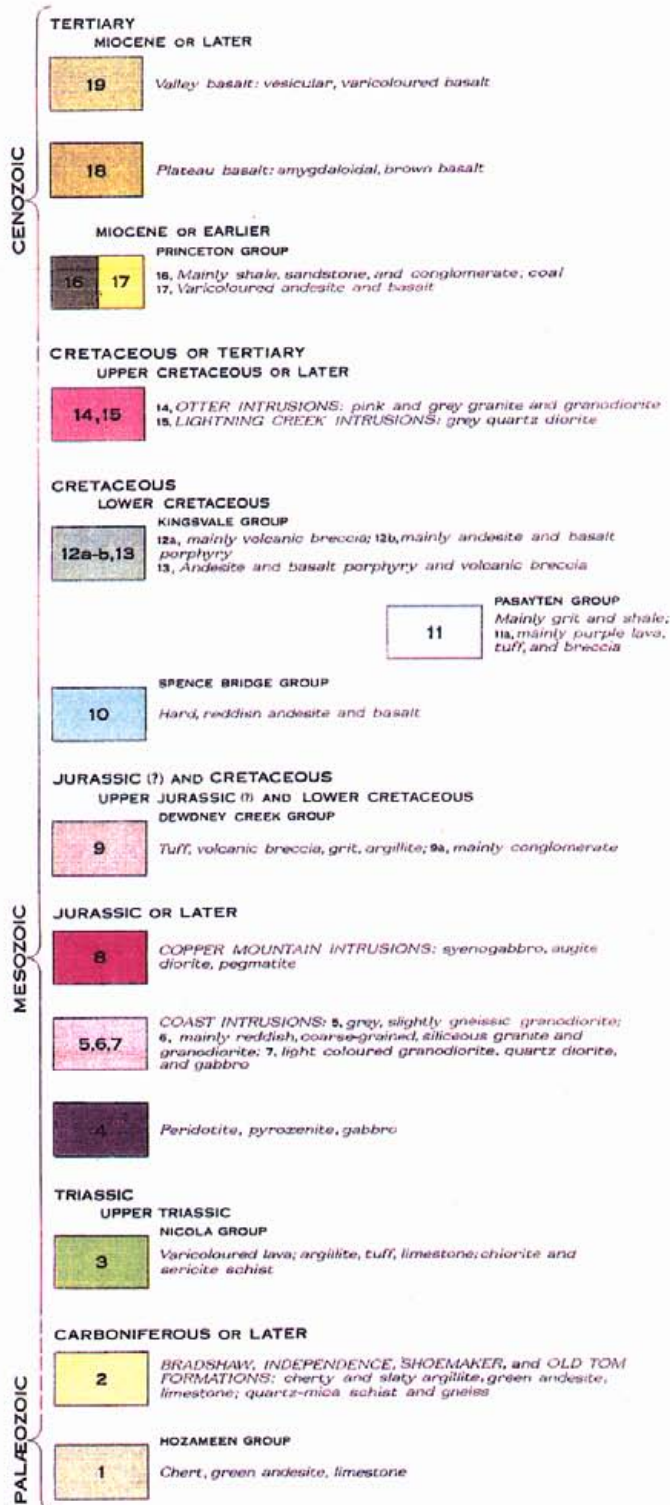 CENOZOIC
TERTIARY
MIOCENE OR LATER
19
Valley basalt: vesicular, varicoloured basalt
18
Plateau basalt: amygdaloidal, brown basalt
MIOCENE OR EARLIER
PRINCETON GROUP
16 17
16, Mainly shale, sandstone, and conglomerate; coal
17, Varicoloured andesite and basalt
CRETACEOUS OR TERTIARY
UPPER CRETACEOUS OR LATER
14,15
14, OTTER INTRUSIONS: pink and grey granite and granodiorite
15, LIGHTNING CREEK INTRUSIONS: grey quartz diorite
MESOZOIC
CRETACEOUS
LOWER CRETACEOUS
KINGSVALE GROUP
12a-b,13
12a, mainly volcanic breccia; 12b, mainly andesite and basalt
porphyry
13, Andesite and basalt porphyry and volcanic breccia
PASAYTEN GROUP
11
Mainly grit and shale;
11a, mainly purple lava,
tuff, and breccia
SPENCE BRIDGE GROUP
10
Hard, reddish andesite and basalt
JURASSIC (?) AND CRETACEOUS
UPPER JURASSIC (?) AND LOWER CRETACEOUS
DEWDNEY CREEK GROUP
9
Tuff, volcanic breccia, grit, argillite; 9a, mainly conglomerate
JURASSIC OR LATER
8
COPPER MOUNTAIN INTRUSIONS: syenogabbro, augite
diorite, pegmatite
5,6,7
COAST INTRUSIONS: 5, grey, slightly gneissic granodiorite;
6, mainly reddish, coarse-grained, siliceous granite and
granodiorite; 7, light coloured granodiorite, quartz diorite,
and gabbro
4
Peridotite, pyroxenite, gabbro
TRIASSIC
UPPER TRIASSIC
NICOLA GROUP
3
Varicoloured lava; argillite, tuff, limestone; chlorite and
sericite schist
PALÆOZOIC
CARBONIFEROUS OR LATER
2
BRADSHAW, INDEPENDENCE, SHOEMAKER, and OLD TOM
FORMATIONS: cherty and slaty argillite, green andesite,
limestone; quartz-mica schist and gneiss
HOZAMEEN GROUP
1
Chert, green andesite, limestone